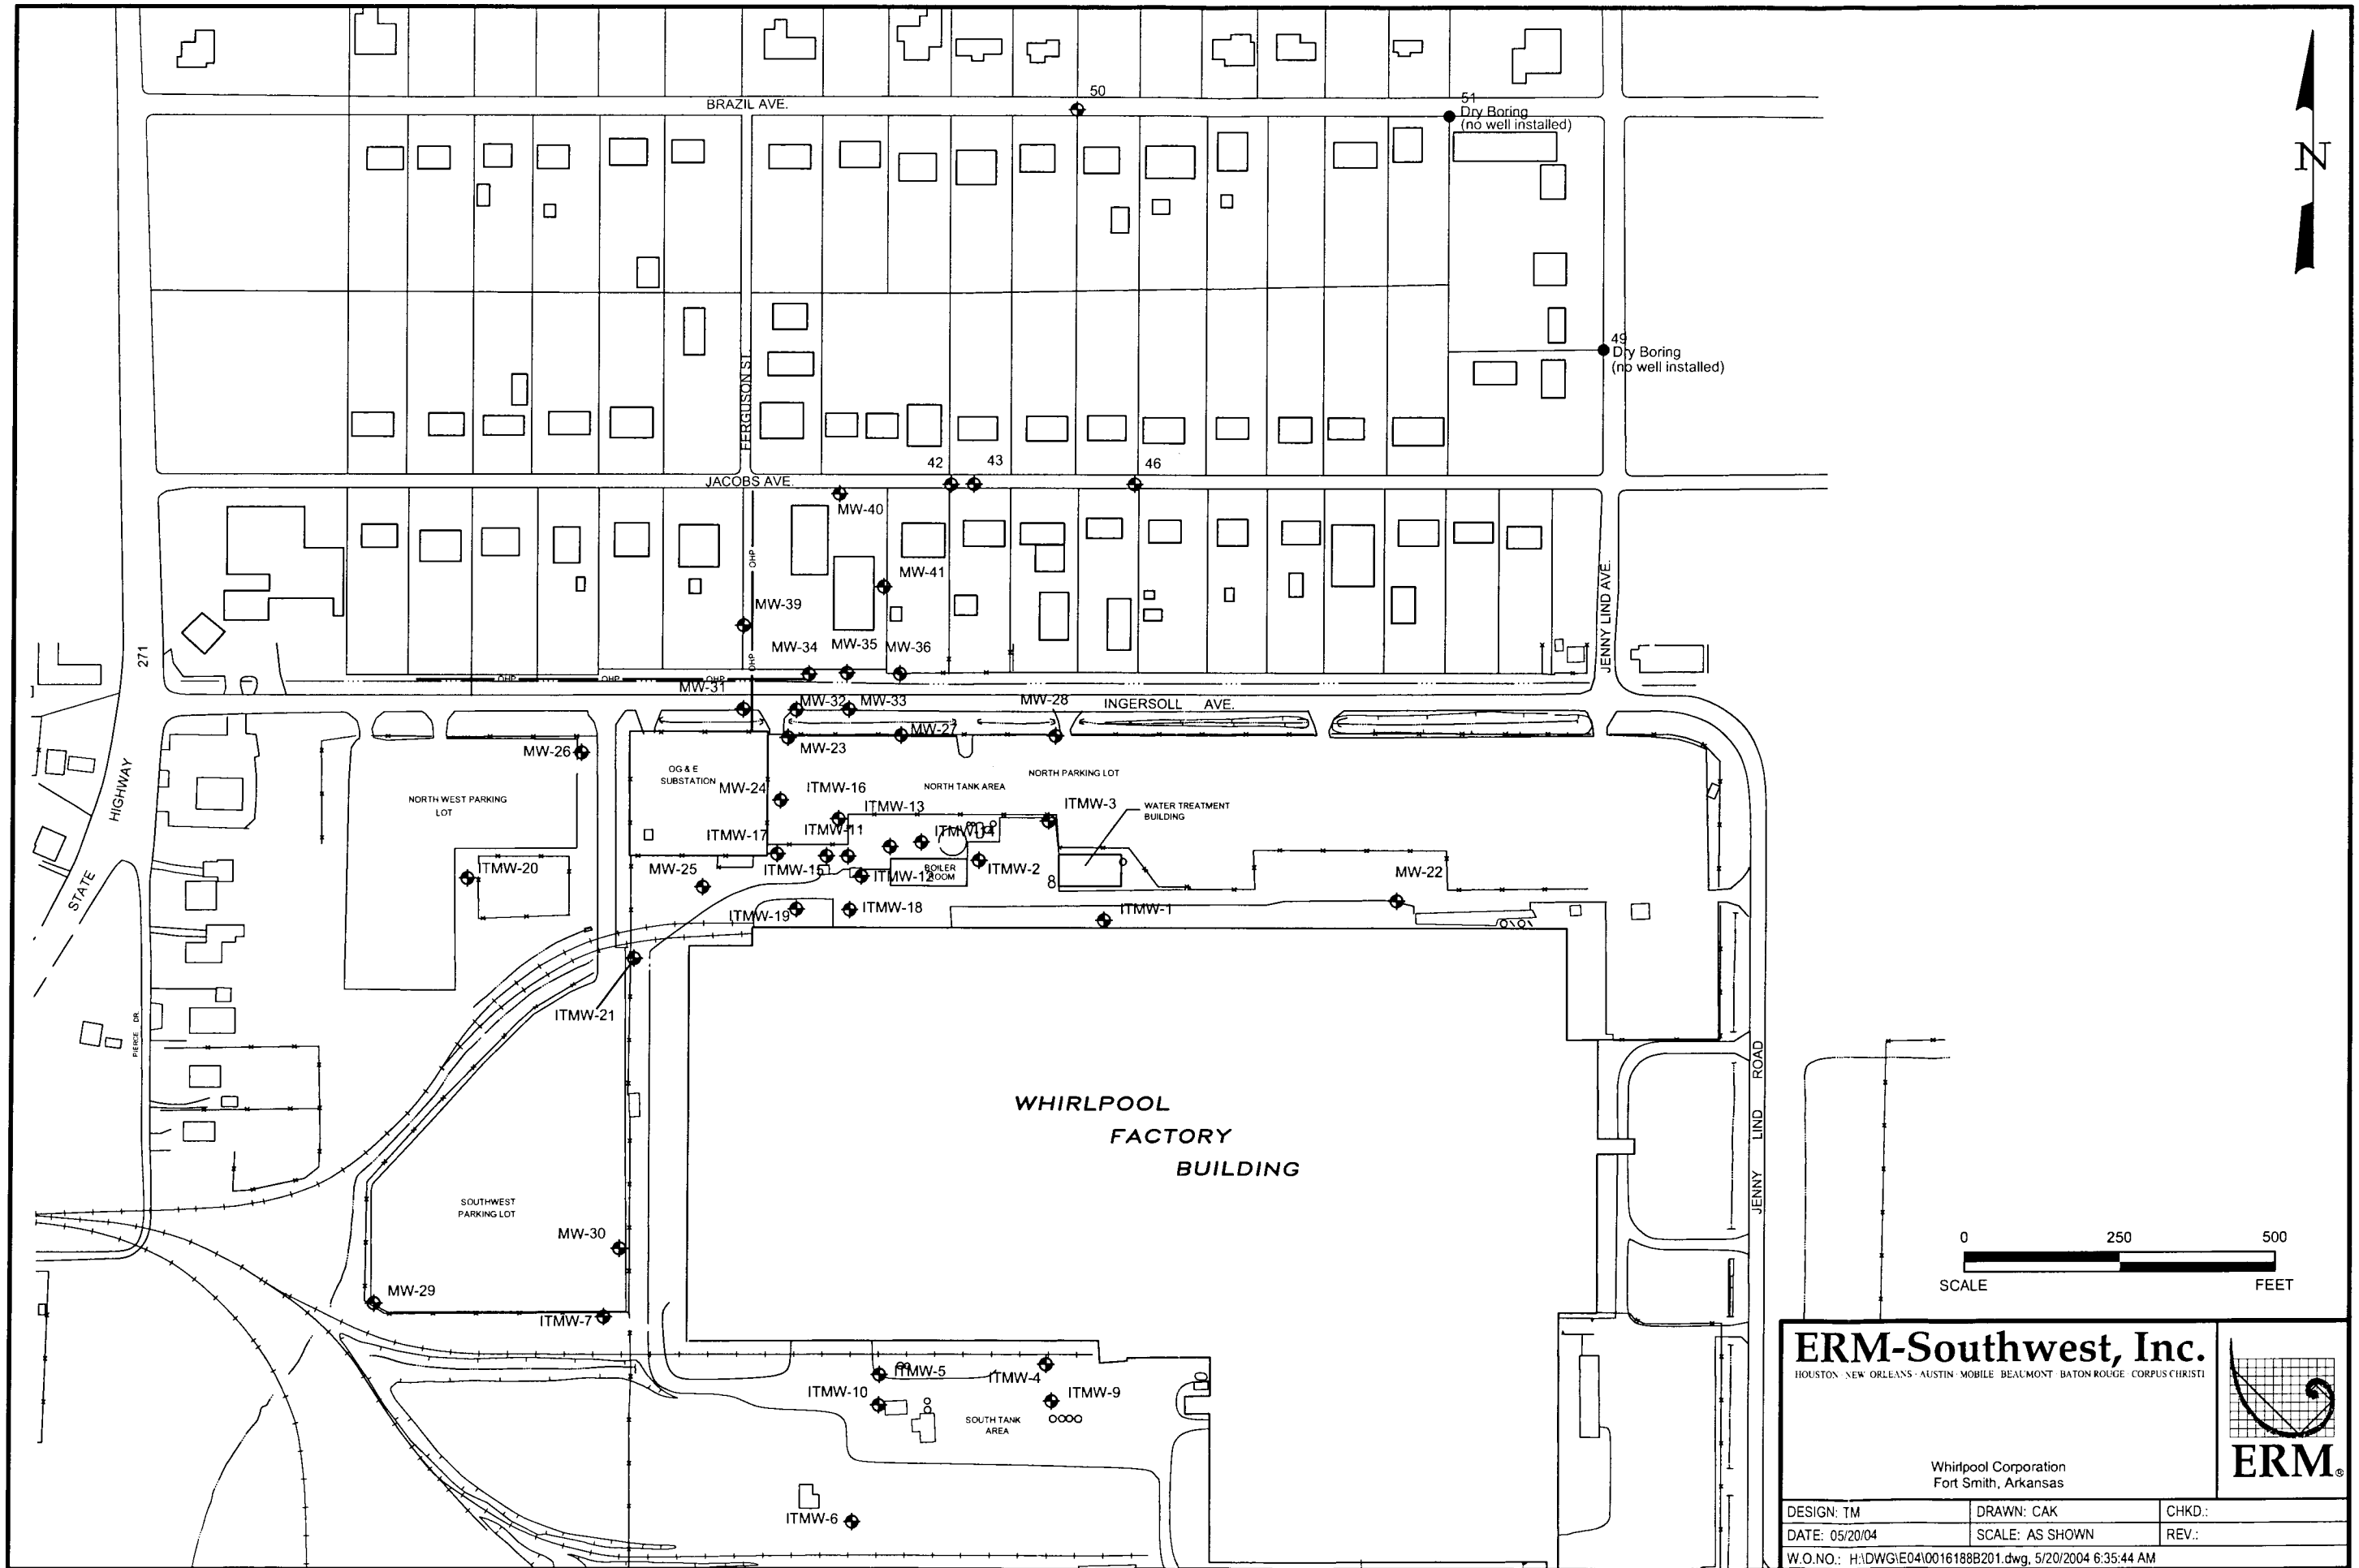 50
BRAZIL AVE.
51
Dry Boring
(no well installed)
N
49
Dry Boring
(no well installed)
FERGUSON ST.
42
43
46
JACOBS AVE.
MW-40
OHP
MW-41
MW-39
JENNY LIND AVE.
MW-34
MW-35
MW-36
271
OHP
OHP
OHP
OHP
MW-31
MW-32
MW-33
MW-28
INGERSOLL AVE.
MW-27
MW-26
MW-23
OG & E
SUBSTATION
NORTH PARKING LOT
MW-24
ITMW-16
NORTH TANK AREA
HIGHWAY
NORTH WEST PARKING
LOT
ITMW-13
ITMW-3
WATER TREATMENT
BUILDING
ITMW-17
ITMW-11
ITMW-14
MW-25
ITMW-15
ITMW-12
BOILER
ROOM
ITMW-2
MW-22
ITMW-20
STATE
ITMW-19
ITMW-18
ITMW-1
ITMW-21
PIERCE DR.
JENNY LIND ROAD
WHIRLPOOL
FACTORY
BUILDING
SOUTHWEST
PARKING LOT
MW-30
0 250 500
SCALE FEET
MW-29
ITMW-7
ITMW-5
ITMW-4
ITMW-10
ITMW-9
SOUTH TANK
AREA
ITMW-6
ERM-Southwest, Inc.
HOUSTON · NEW ORLEANS · AUSTIN · MOBILE · BEAUMONT · BATON ROUGE · CORPUS CHRISTI
ERM®
Whirlpool Corporation
Fort Smith, Arkansas
DESIGN: TM DRAWN: CAK CHKD.:
DATE: 05/20/04 SCALE: AS SHOWN REV.:
W.O.NO.: H:\DWG\E04\0016188B201.dwg, 5/20/2004 6:35:44 AM